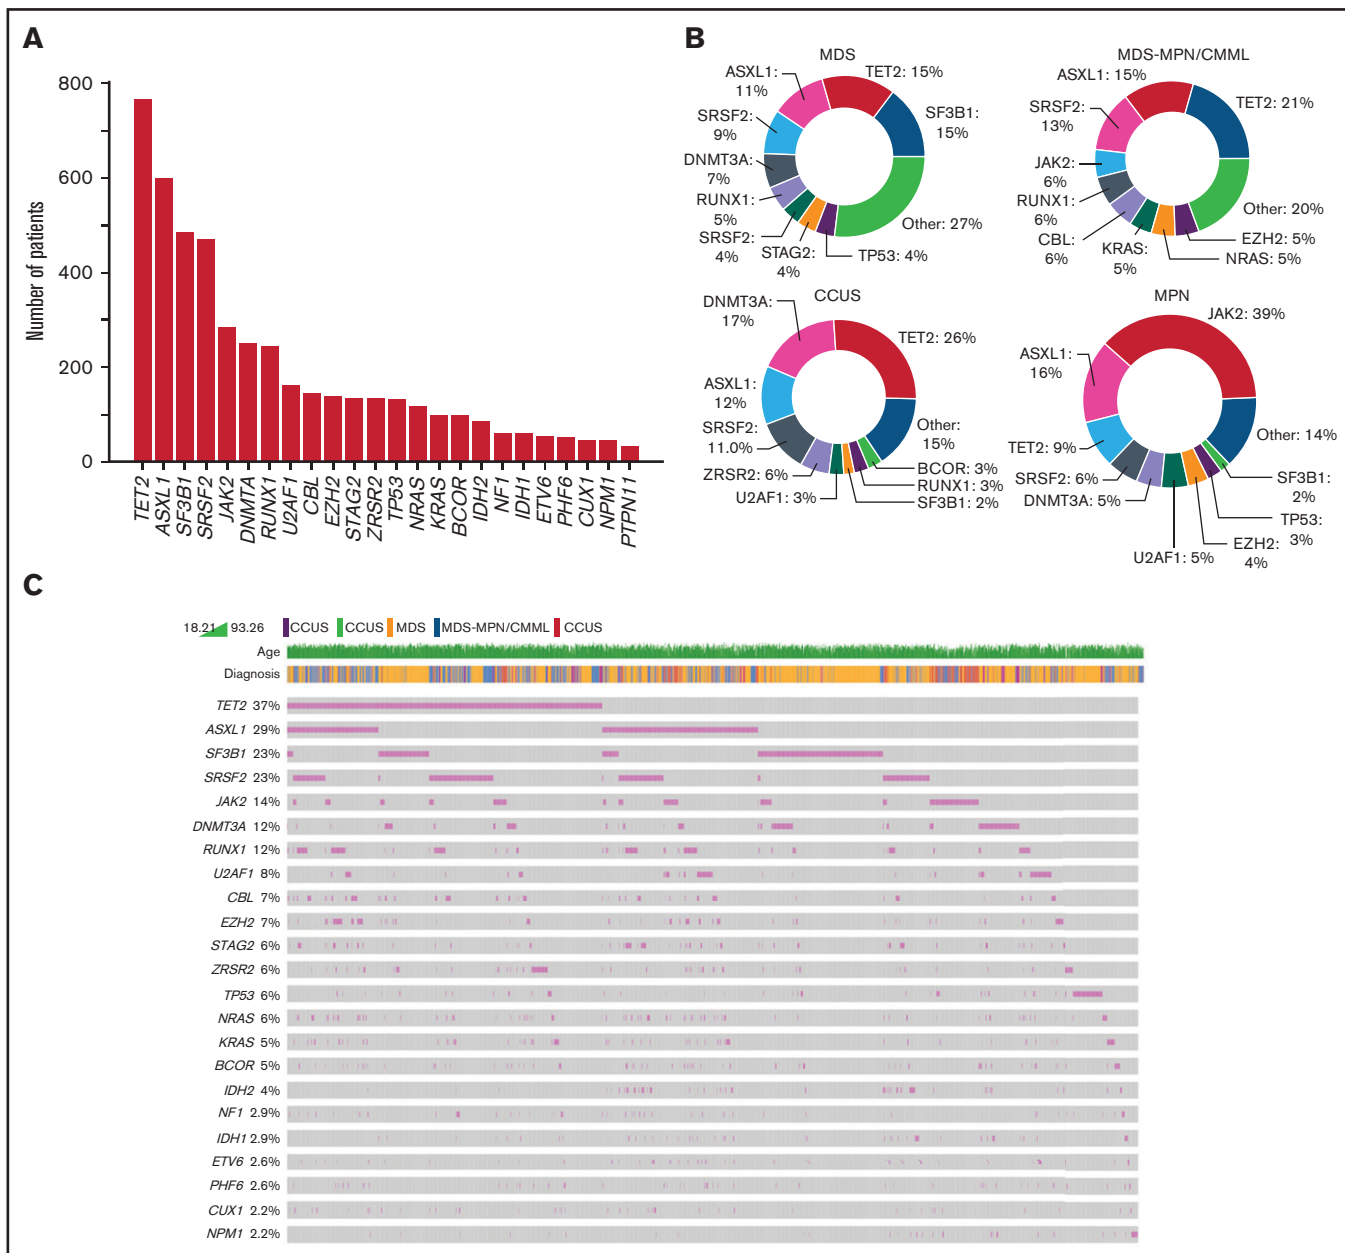 A
800
600
400
200
0
Number of patients
TET2
ASXL1
SF3B1
SRSF2
JAK2
DNMTA
RUNX1
U2AF1
CBL
EZH2
STAG2
ZRSR2
TP53
NRAS
KRAS
BCOR
IDH2
NF1
IDH1
ETV6
PHF6
CUX1
NPM1
PTPN11
B
MDS
TET2: 15%
SF3B1:
15%
Other: 27%
TP53: 4%
STAG2:
4%
SRSF2:
4%
RUNX1:
5%
DNMT3A:
7%
SRSF2:
9%
ASXL1:
11%
MDS-MPN/CMML
ASXL1: 15%
TET2: 21%
Other: 20%
EZH2: 5%
NRAS: 5%
KRAS:
5%
CBL:
6%
RUNX1:
6%
JAK2:
6%
SRSF2:
13%
CCUS
DNMT3A:
17%
TET2: 26%
Other:
15%
BCOR: 3%
RUNX1: 3%
SF3B1: 2%
U2AF1: 3%
ZRSR2: 6%
SRSF2:
11.0%
ASXL1:
12%
MPN
JAK2: 39%
Other: 14%
SF3B1:
2%
TP53:
3%
EZH2:
4%
U2AF1: 5%
DNMT3A: 5%
SRSF2: 6%
TET2: 9%
ASXL1:
16%
C
18.21 93.26 CCUS CCUS MDS MDS-MPN/CMML CCUS
Age
Diagnosis
TET2 37%
ASXL1 29%
SF3B1 23%
SRSF2 23%
JAK2 14%
DNMT3A 12%
RUNX1 12%
U2AF1 8%
CBL 7%
EZH2 7%
STAG2 6%
ZRSR2 6%
TP53 6%
NRAS 6%
KRAS 5%
BCOR 5%
IDH2 4%
NF1 2.9%
IDH1 2.9%
ETV6 2.6%
PHF6 2.6%
CUX1 2.2%
NPM1 2.2%